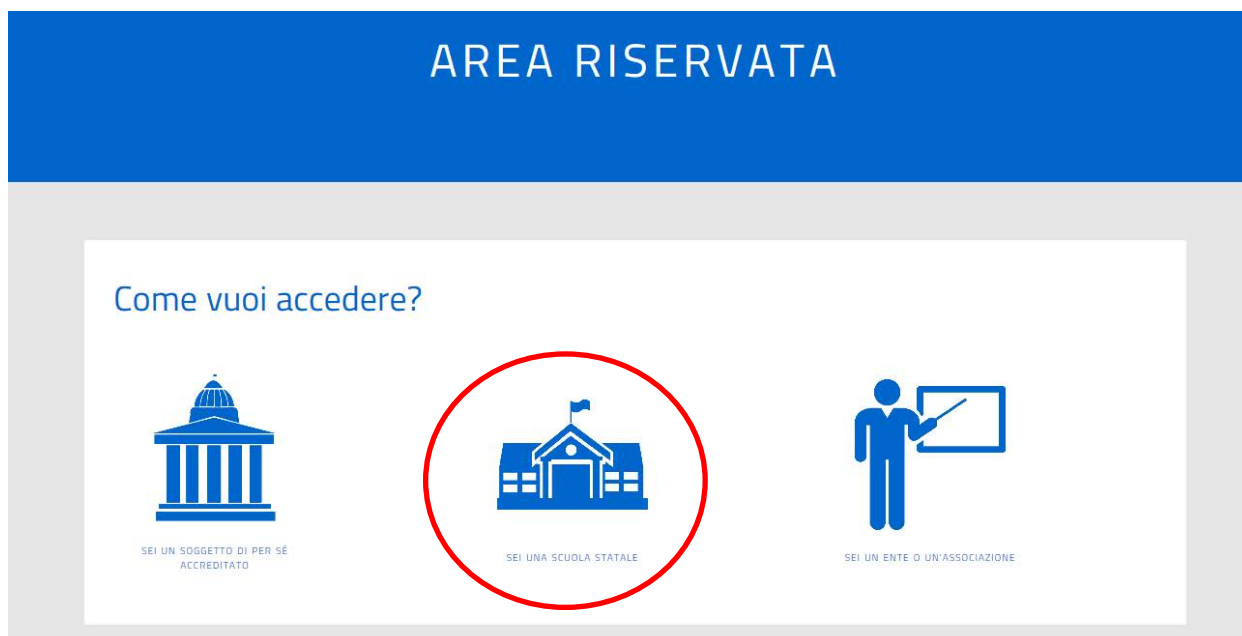 AREA RISERVATA
Come vuoi accedere?
SEI UN SOGGETTO DI PER SÉ
ACCREDITATO
SEI UNA SCUOLA STATALE
SEI UN ENTE O UN'ASSOCIAZIONE